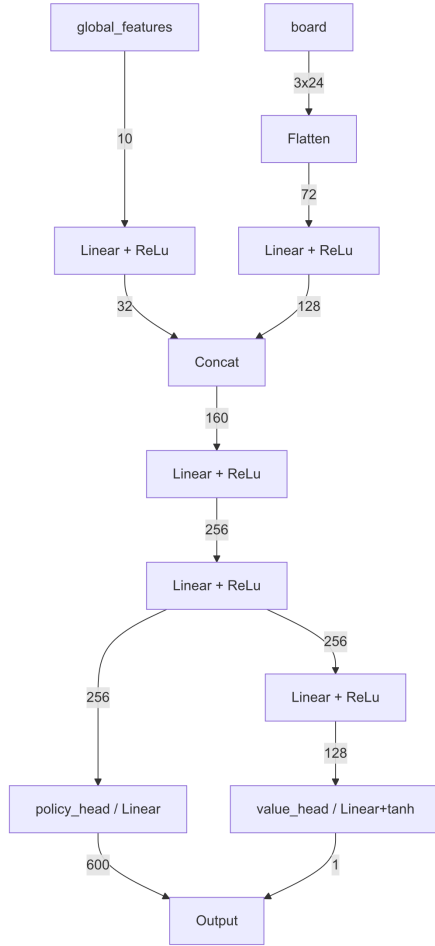 global_features
board
3x24
10
Flatten
72
Linear + ReLu
Linear + ReLu
32
128
Concat
160
Linear + ReLu
256
Linear + ReLu
256
256
Linear + ReLu
128
policy_head / Linear
value_head / Linear+tanh
600
1
Output